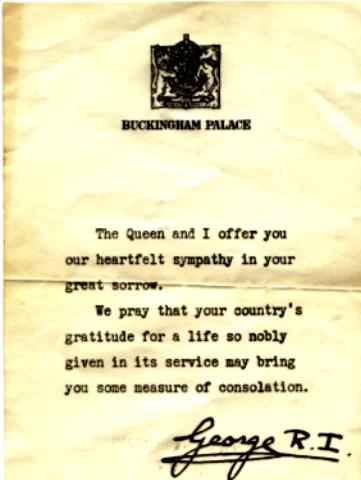 BUCKINGHAM PALACE
The Queen and I offer you
our heartfelt sympathy in your
great sorrow.
We pray that your country's
gratitude for a life so nobly
given in its service may bring
you some measure of consolation.
George R.I.